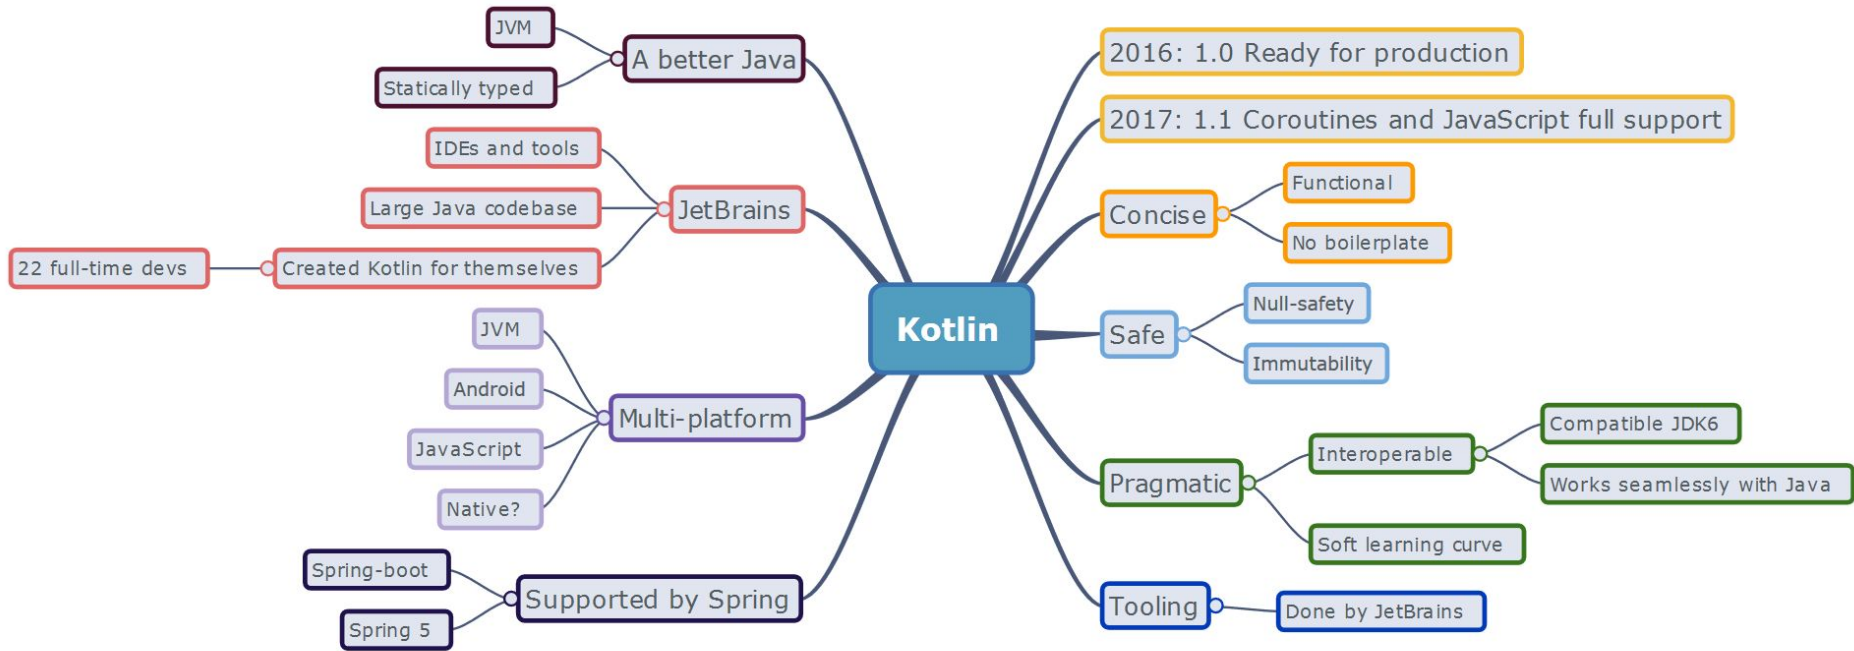 Kotlin
A better Java
JVM
Statically typed
JetBrains
IDEs and tools
Large Java codebase
Created Kotlin for themselves
22 full-time devs
Multi-platform
JVM
Android
JavaScript
Native?
Supported by Spring
Spring-boot
Spring 5
2016: 1.0 Ready for production
2017: 1.1 Coroutines and JavaScript full support
Concise
Functional
No boilerplate
Safe
Null-safety
Immutability
Pragmatic
Interoperable
Compatible JDK6
Works seamlessly with Java
Soft learning curve
Tooling
Done by JetBrains